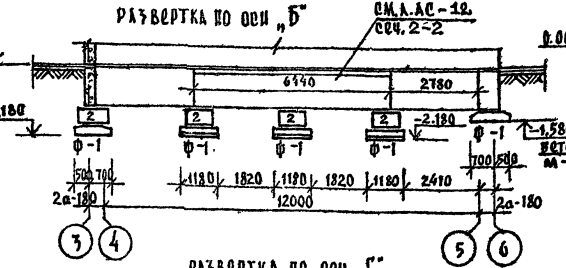 РАЗВЕРТКА ПО ОСИ „Б"
СМ.Л.АС-12
СЕЧ. 2-2
0.00
6440
2780
2
2
2
2
.180
-2.180
-1.58
Ф-1
Ф-1
Ф-1
Ф-1
Ф-1
500
700
1180
1820
1180
1820
1180
2410
700
500
2а-180
12000
2а-180
3
4
5
6
РАЗВЕРТКА ПО ОСИ